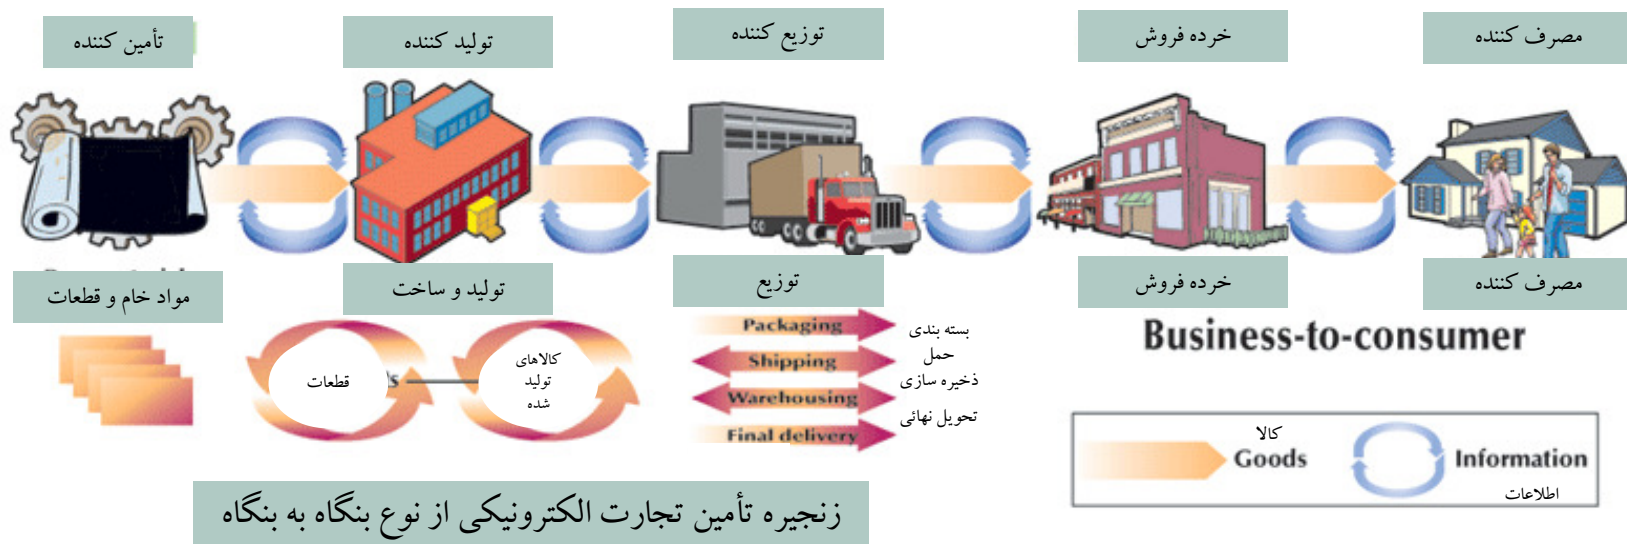 تأمین کننده
تولید کننده
توزیع کننده
خرده فروش
مصرف کننده
مواد خام و قطعات
تولید و ساخت
توزیع
خرده فروش
مصرف کننده
قطعات
کالاهای
تولید
شده
Packaging
بسته بندی
Shipping
حمل
Warehousing
ذخیره سازی
Final delivery
تحویل نهائی
Business-to-consumer
کالا
Goods
Information
اطلاعات
زنجیره تأمین تجارت الکترونیکی از نوع بنگاه به بنگاه